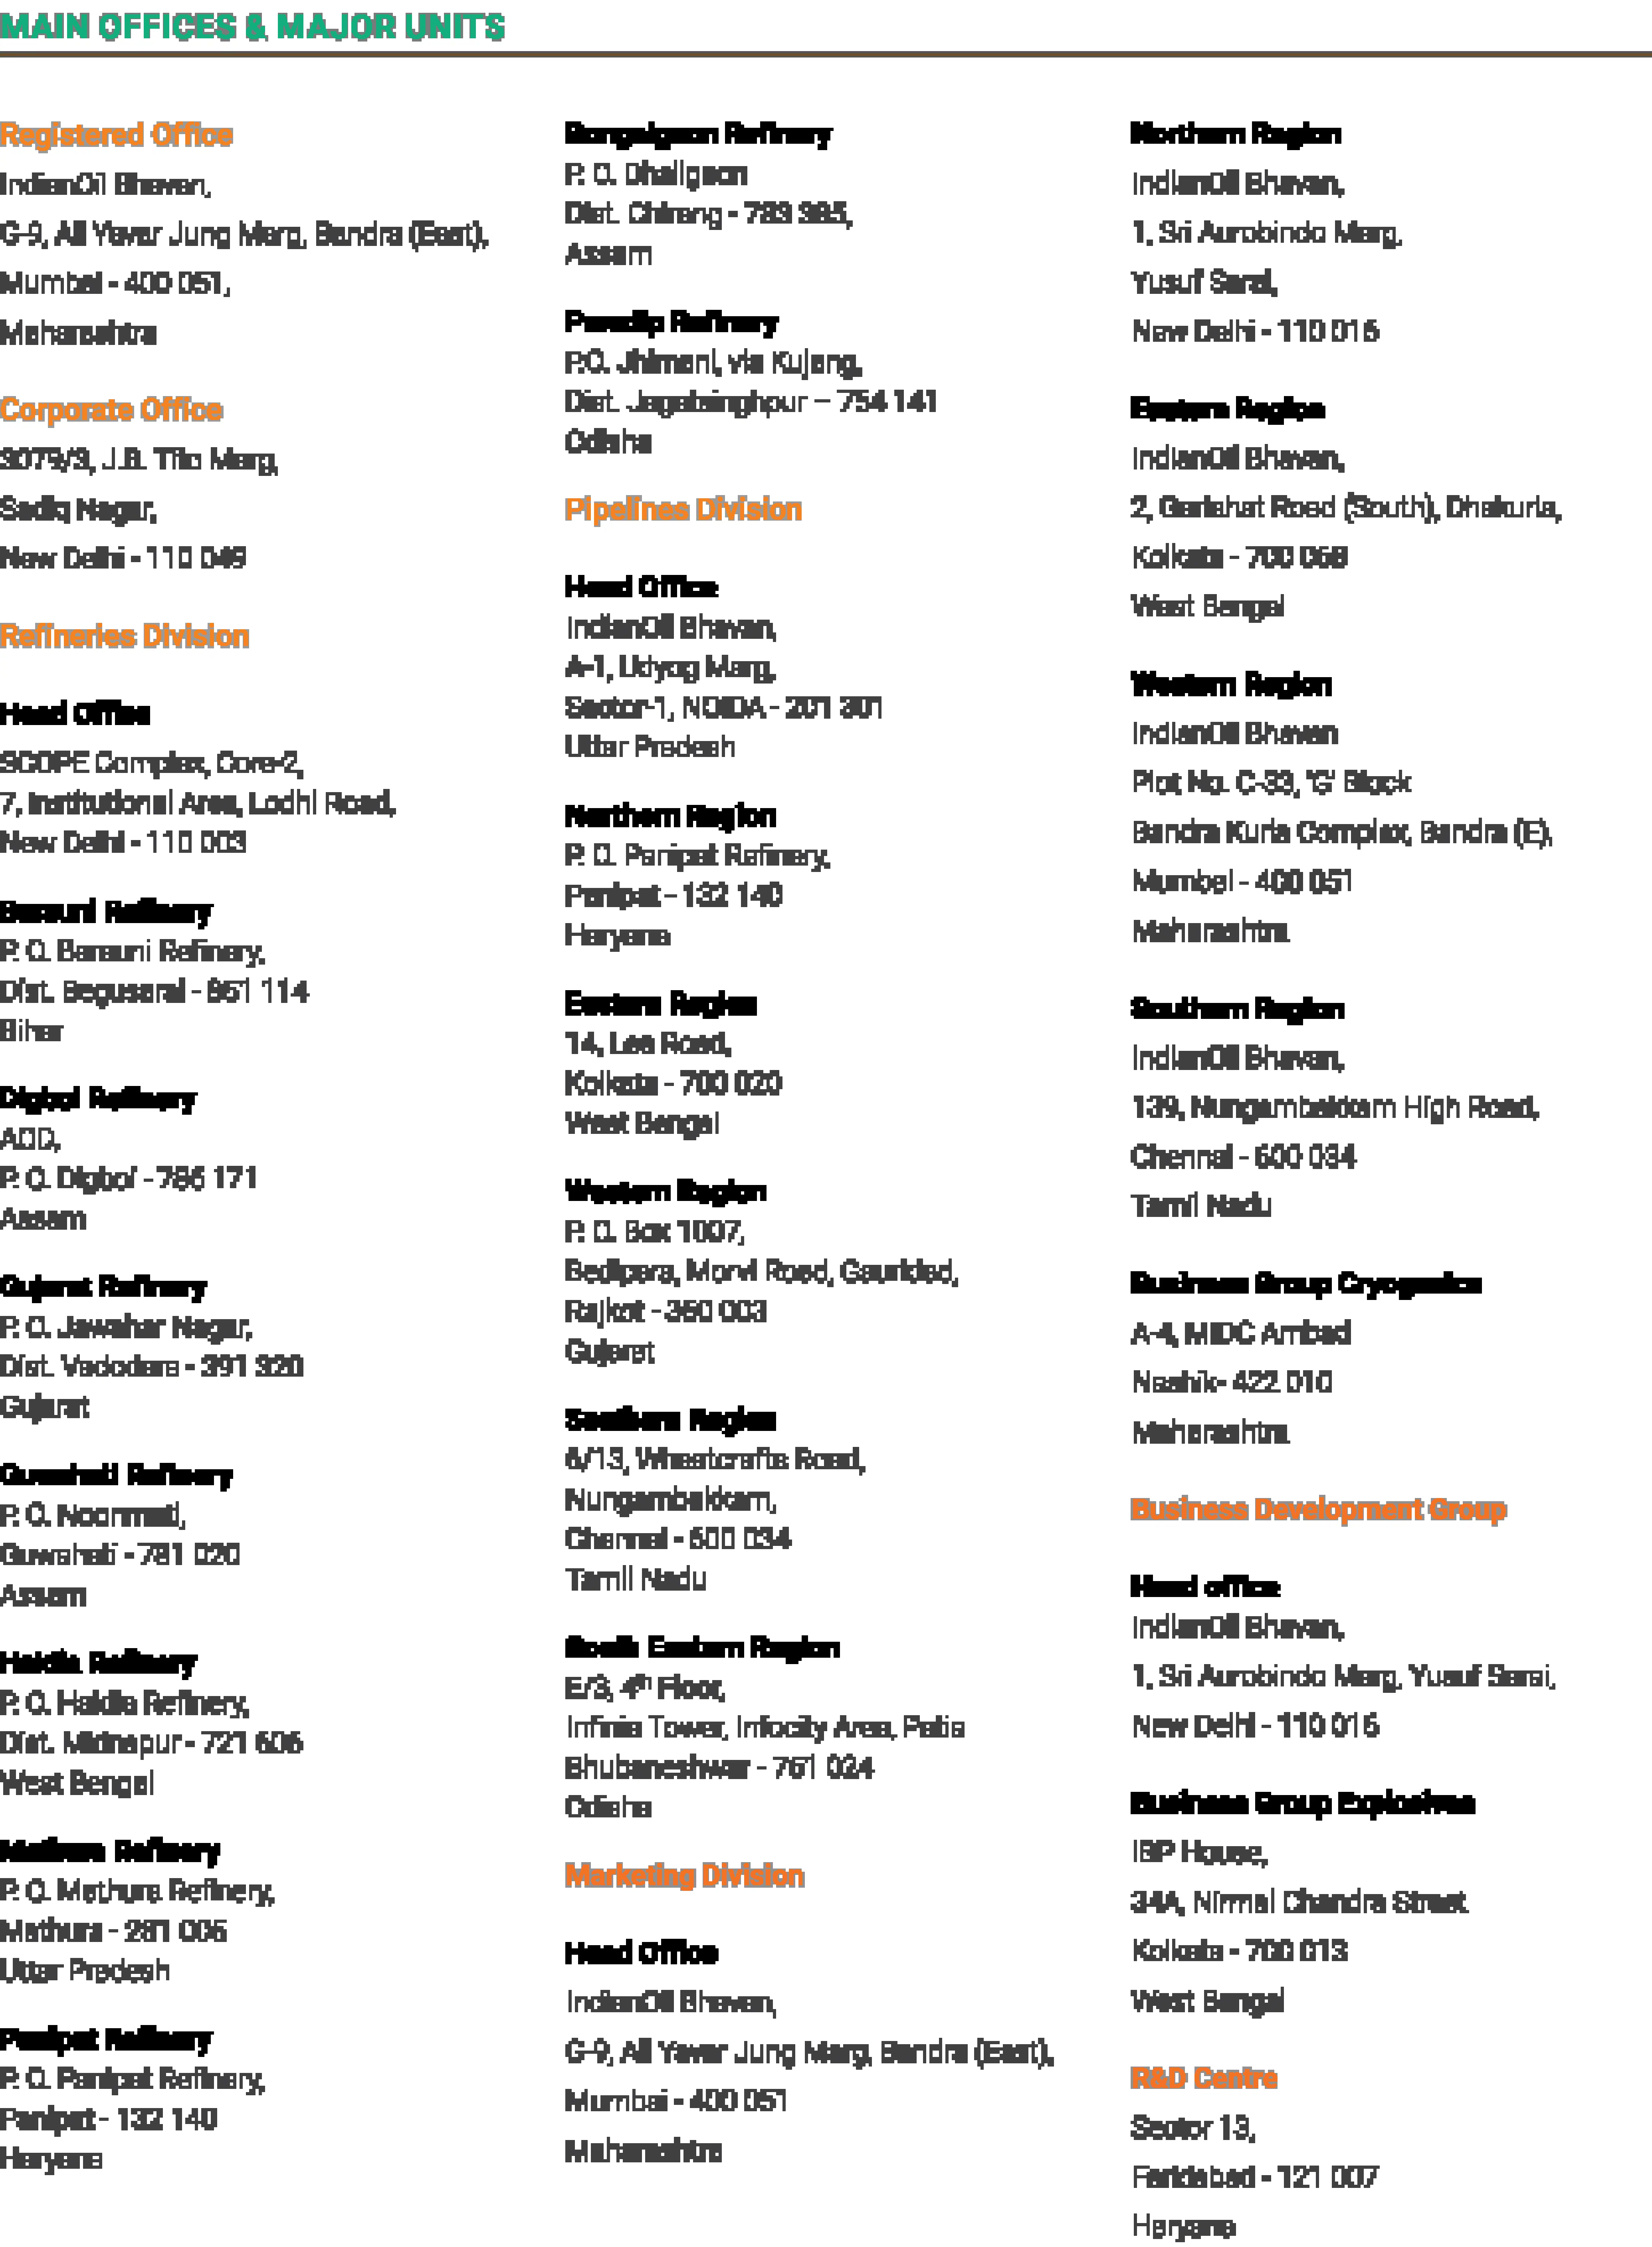 MAIN OFFICES & MAJOR UNITS
Registered Office
IndianOil Bhavan,
G-9, Ali Yavar Jung Marg, Bandra (East),
Mumbai - 400 051,
Maharashtra
Corporate Office
3079/3, J.B. Tito Marg,
Sadiq Nagar,
New Delhi - 110 049
Refineries Division
Head Office
SCOPE Complex, Core-2,
7, Institutional Area, Lodhi Road,
New Delhi - 110 003
Barauni Refinery
P. O. Barauni Refinery,
Dist. Begusarai - 851 114
Bihar
Digboi Refinery
AOD,
P. O. Digboi - 786 171
Assam
Gujarat Refinery
P. O. Jawahar Nagar,
Dist. Vadodara - 391 320
Gujarat
Guwahati Refinery
P. O. Noonmati,
Guwahati - 781 020
Assam
Haldia Refinery
P. O. Haldia Refinery,
Dist. Midnapur - 721 606
West Bengal
Mathura Refinery
P. O. Mathura Refinery,
Mathura - 281 005
Uttar Pradesh
Panipat Refinery
P. O. Panipat Refinery,
Panipat - 132 140
Haryana
Bongaigaon Refinery
P. O. Dhaligaon
Dist. Chirang - 783 385,
Assam
Paradip Refinery
P.O. Jhimani, via Kujang,
Dist. Jagatsinghpur – 754 141
Odisha
Pipelines Division
Head Office
IndianOil Bhavan,
A-1, Udyog Marg,
Sector-1, NOIDA - 201 301
Uttar Pradesh
Northern Region
P. O. Panipat Refinery,
Panipat - 132 140
Haryana
Eastern Region
14, Lee Road,
Kolkata - 700 020
West Bengal
Western Region
P. O. Box 1007,
Bedipara, Morvi Road, Gauridad,
Rajkot - 360 003
Gujarat
Southern Region
6/13, Wheatcrofts Road,
Nungambakkam,
Chennai - 600 034
Tamil Nadu
South Eastern Region
E/3, 4th Floor,
Infinia Tower, Infocity Area, Patia
Bhubaneshwar - 751 024
Odisha
Marketing Division
Head Office
IndianOil Bhavan,
G-9, Ali Yavar Jung Marg, Bandra (East),
Mumbai - 400 051
Maharashtra
Northern Region
IndianOil Bhavan,
1, Sri Aurobindo Marg,
Yusuf Sarai,
New Delhi - 110 016
Eastern Region
IndianOil Bhavan,
2, Gariahat Road (South), Dhakuria,
Kolkata - 700 068
West Bengal
Western Region
IndianOil Bhavan
Plot No. C-33, 'G' Block
Bandra Kurla Complex, Bandra (E),
Mumbai - 400 051
Maharashtra
Southern Region
IndianOil Bhavan,
139, Nungambakkam High Road,
Chennai - 600 034
Tamil Nadu
Business Group Cryogenics
A-4, MIDC Ambad
Nashik- 422 010
Maharashtra
Business Development Group
Head office
IndianOil Bhavan,
1, Sri Aurobindo Marg, Yusuf Sarai,
New Delhi - 110 016
Business Group Explosives
IBP House,
34A, Nirmal Chandra Street
Kolkata - 700 013
West Bengal
R&D Centre
Sector 13,
Faridabad - 121 007
Haryana